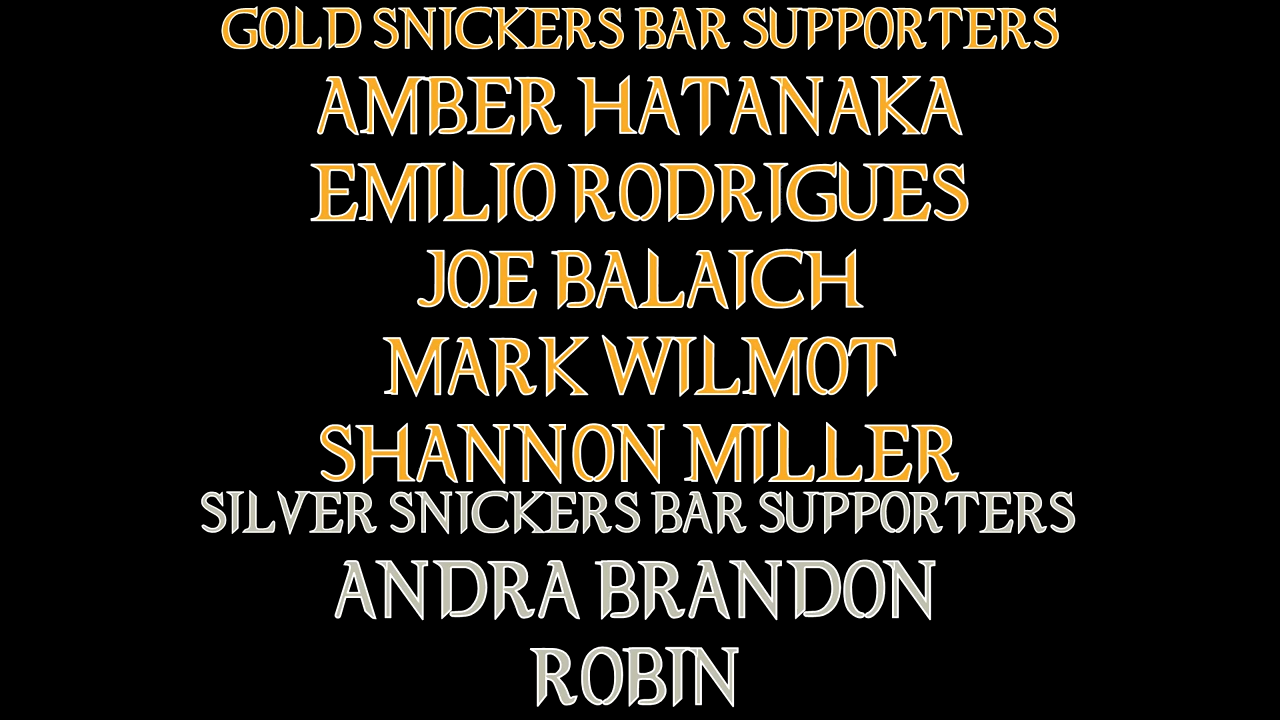 GOLD SNICKERS BAR SUPPORTERS
AMBER HATANAKA
EMILIO RODRIGUES
JOE BALAICH
MARK WILMOT
SHANNON MILLER
SILVER SNICKERS BAR SUPPORTERS
ANDRA BRANDON
ROBIN